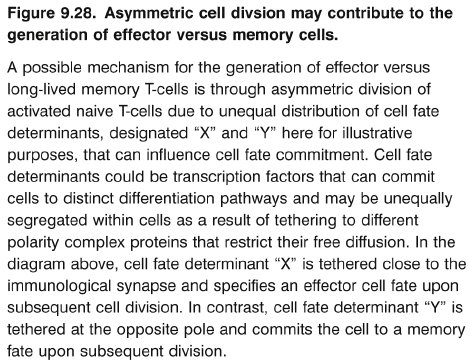 Figure 9.28. Asymmetric cell divsion may contribute to the
generation of effector versus memory cells.
A possible mechanism for the generation of effector versus
long-lived memory T-cells is through asymmetric division of
activated naive T-cells due to unequal distribution of cell fate
determinants, designated “X” and “Y” here for illustrative
purposes, that can influence cell fate commitment. Cell fate
determinants could be transcription factors that can commit
cells to distinct differentiation pathways and may be unequally
segregated within cells as a result of tethering to different
polarity complex proteins that restrict their free diffusion. In the
diagram above, cell fate determinant “X” is tethered close to the
immunological synapse and specifies an effector cell fate upon
subsequent cell division. In contrast, cell fate determinant “Y” is
tethered at the opposite pole and commits the cell to a memory
fate upon subsequent division.